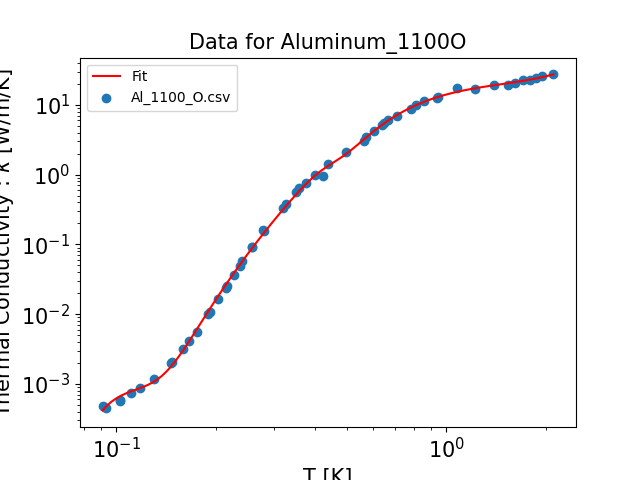 Data for Aluminum_1100O
Fit
Al_1100_O.csv
Thermal Conductivity : k [W/m/K]
10¹
10⁰
10⁻¹
10⁻²
10⁻³
10⁻¹
10⁰
T [K]